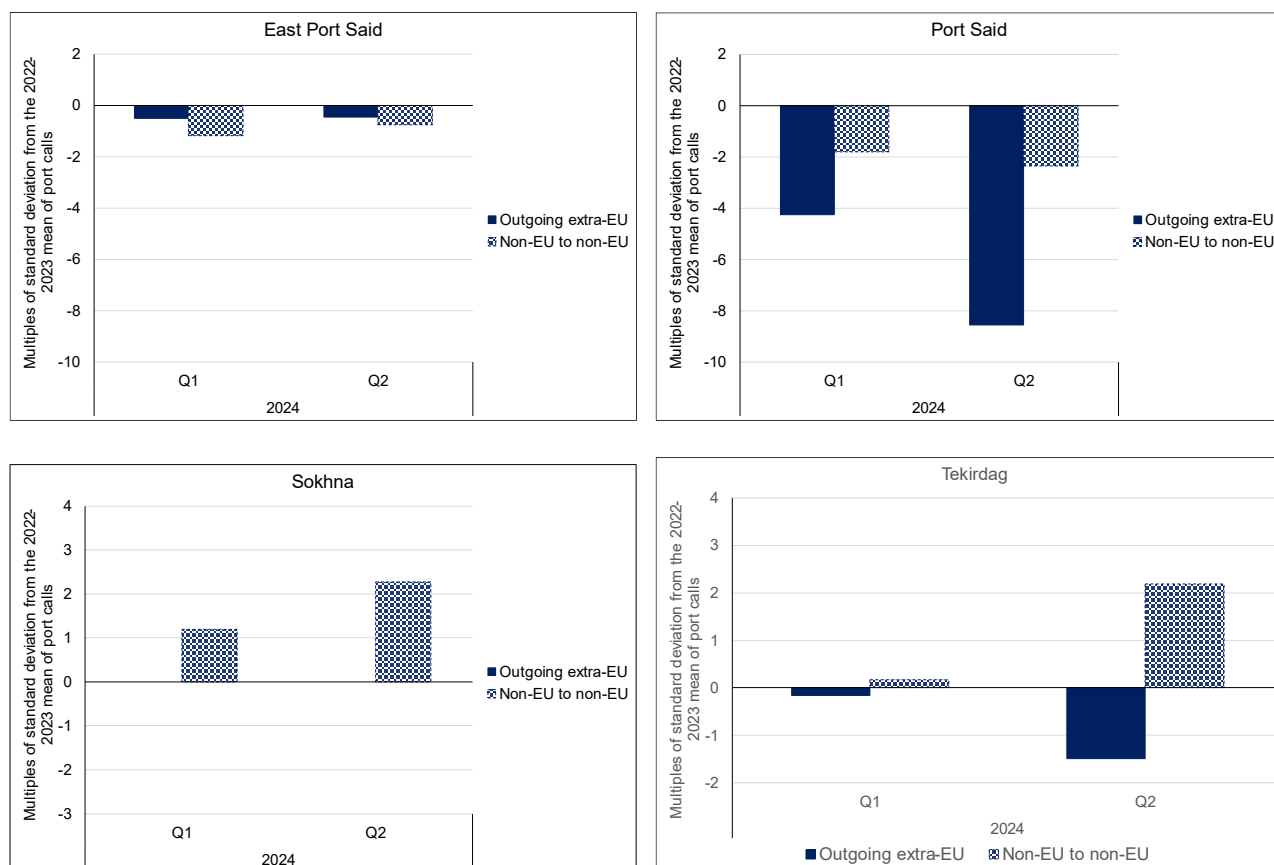 East Port Said
Multiples of standard deviation from the 2022-
2023 mean of port calls
2
0
-2
-4
-6
-8
-10
Q1
Q2
2024
Outgoing extra-EU
Non-EU to non-EU
Port Said
Multiples of standard deviation from the 2022-
2023 mean of port calls
2
0
-2
-4
-6
-8
-10
Q1
Q2
2024
Outgoing extra-EU
Non-EU to non-EU
Sokhna
Multiples of standard deviation from the 2022-
2023 mean of port calls
4
3
2
1
0
-1
-2
-3
Q1
Q2
2024
Outgoing extra-EU
Non-EU to non-EU
Tekirdag
Multiples of standard deviation from the 2022-
2023 mean of port calls
4
3
2
1
0
-1
-2
Q1
Q2
2024
Outgoing extra-EU
Non-EU to non-EU